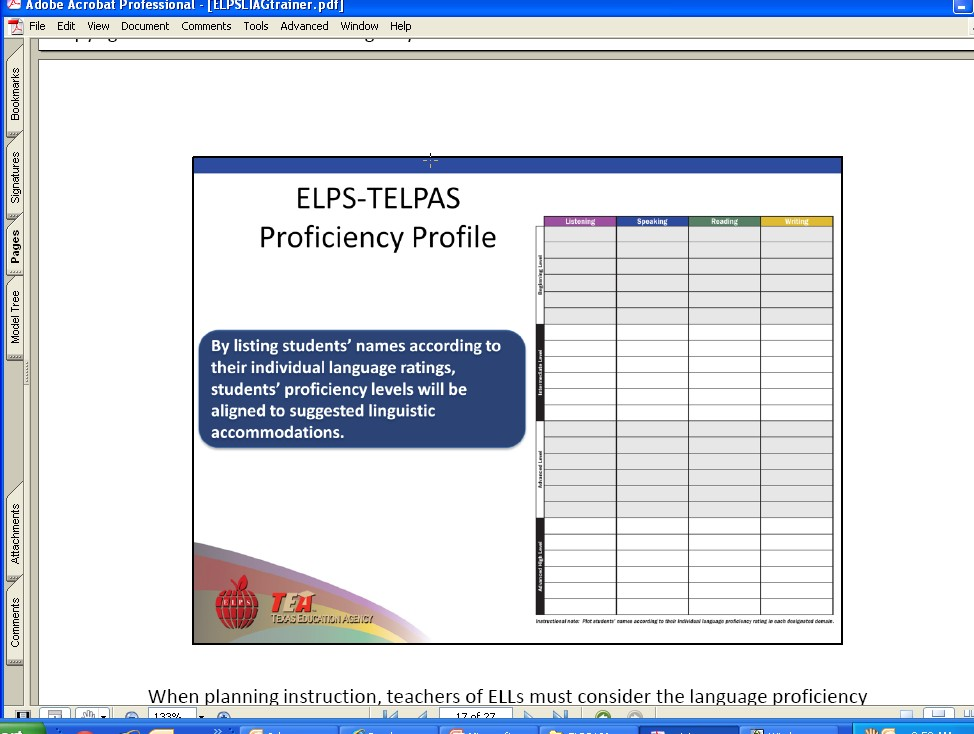 Adobe Acrobat Professional - [ELPSLIAGtrainer.pdf]
File Edit View Document Comments Tools Advanced Window Help
Bookmarks
Signatures
Pages
Model Tree
Attachments
Comments
ELPS-TELPAS
Proficiency Profile
By listing students' names according to
their individual language ratings,
students' proficiency levels will be
aligned to suggested linguistic
accommodations.
Listening Speaking Reading Writing
Beginning Level
Intermediate Level
Advanced Level
Advanced High Level
Instructional note: Plot students' names according to their individual language proficiency rating in each designated domain.
ELPS
TEA
TEXAS EDUCATION AGENCY
When planning instruction, teachers of ELLs must consider the language proficiency
133%
17 of 27